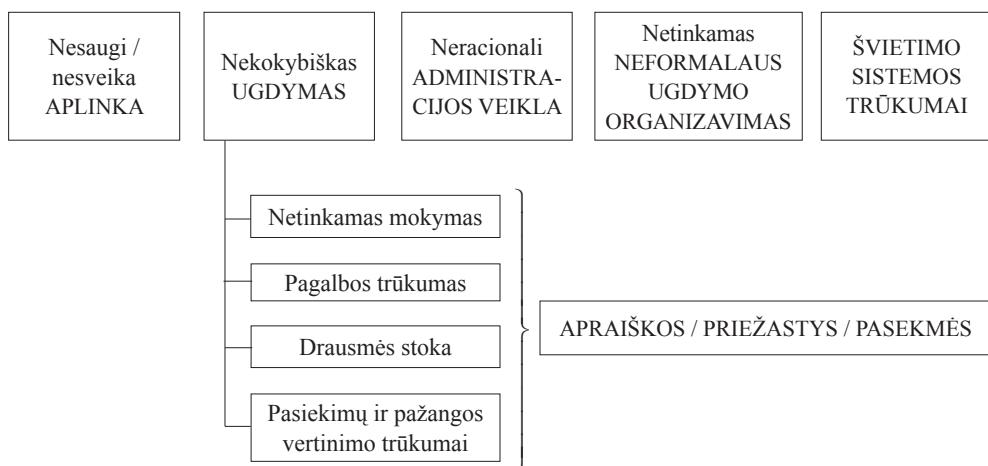 Nesaugi /
nesveika
APLINKA
Nekokybiškas
UGDYMAS
Neracionali
ADMINISTRA-
CIJOS VEIKLA
Netinkamas
NEFORMALAUS
UGDYMO
ORGANIZAVIMAS
ŠVIETIMO
SISTEMOS
TRŪKUMAI
Netinkamas mokymas
Pagalbos trūkumas
Drausmės stoka
Pasiekimų ir pažangos
vertinimo trūkumai
APRAIŠKOS / PRIEŽASTYS / PASEKMĖS